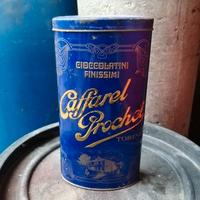 CIOCCOLATINI
FINISSIMI
Caffarel
Prochet
TORINO